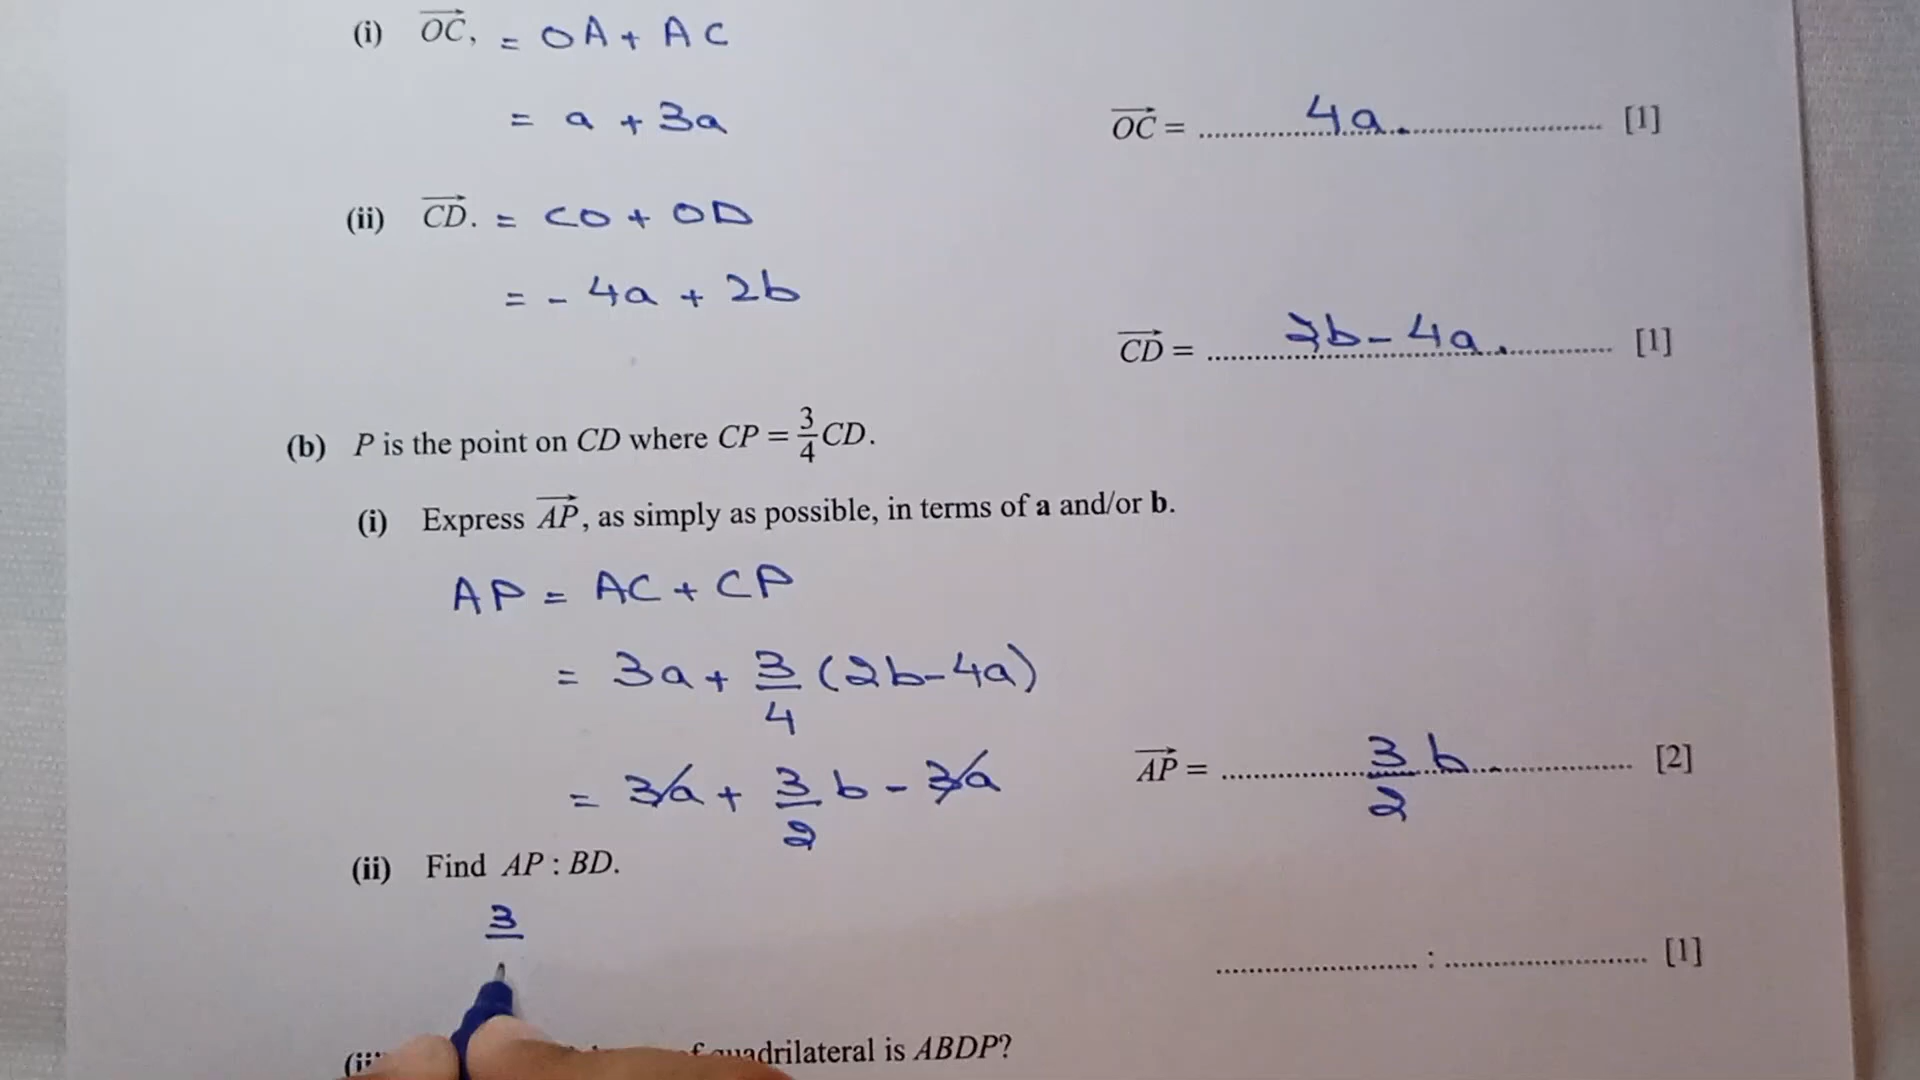 (i) OC, = OA + AC
= a + 3a
OC = ........ 4a. ........ [1]
(ii) CD. = CO + OD
= - 4a + 2b
CD = ........ 2b - 4a. ........ [1]
(b) P is the point on CD where CP = 3/4 CD.
(i) Express AP, as simply as possible, in terms of a and/or b.
AP = AC + CP
= 3a + 3/4 (2b - 4a)
= 3a + 3/2 b - 3a
AP = ........ 3/2 b. ........ [2]
(ii) Find AP : BD.
3
........ : ........ [1]
quadrilateral is ABDP?